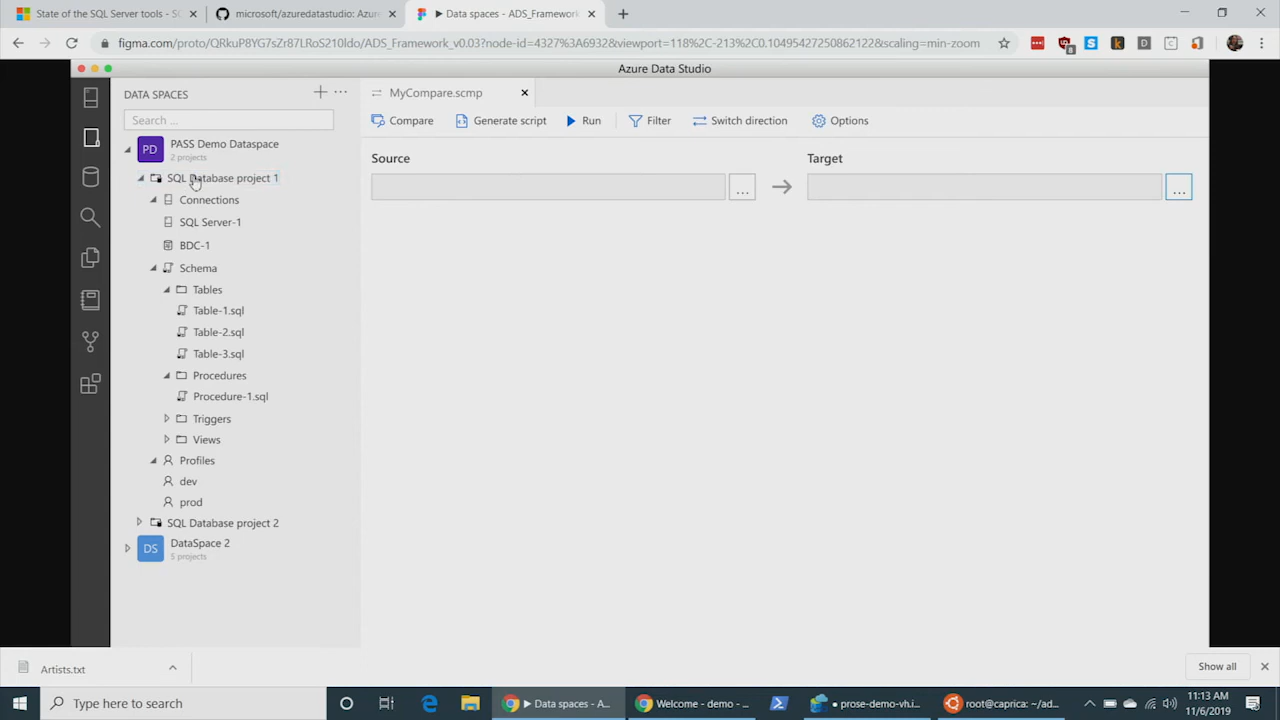 State of the SQL Server tools - SQ
microsoft/azuredatastudio: Azure
Data spaces - ADS_Framework
figma.com/proto/QRkuP8YG7sZr87LRoS210ldo/ADS_Framework_v0.03?node-id=4327%3A6932&viewport=118%2C-213%2C0.10495427250862122&scaling=min-zoom
8
Azure Data Studio
DATA SPACES
MyCompare.scmp
Search ...
Compare
Generate script
Run
Filter
Switch direction
Options
PD
PASS Demo Dataspace
2 projects
Source
Target
...
...
SQL Database project 1
Connections
SQL Server-1
BDC-1
Schema
Tables
Table-1.sql
Table-2.sql
Table-3.sql
Procedures
Procedure-1.sql
Triggers
Views
Profiles
dev
prod
SQL Database project 2
DS
DataSpace 2
5 projects
Artists.txt
Show all
Type here to search
Data spaces - A...
Welcome - demo - ...
• prose-demo-vh.i...
root@caprica: ~/ad...
11:13 AM
11/6/2019